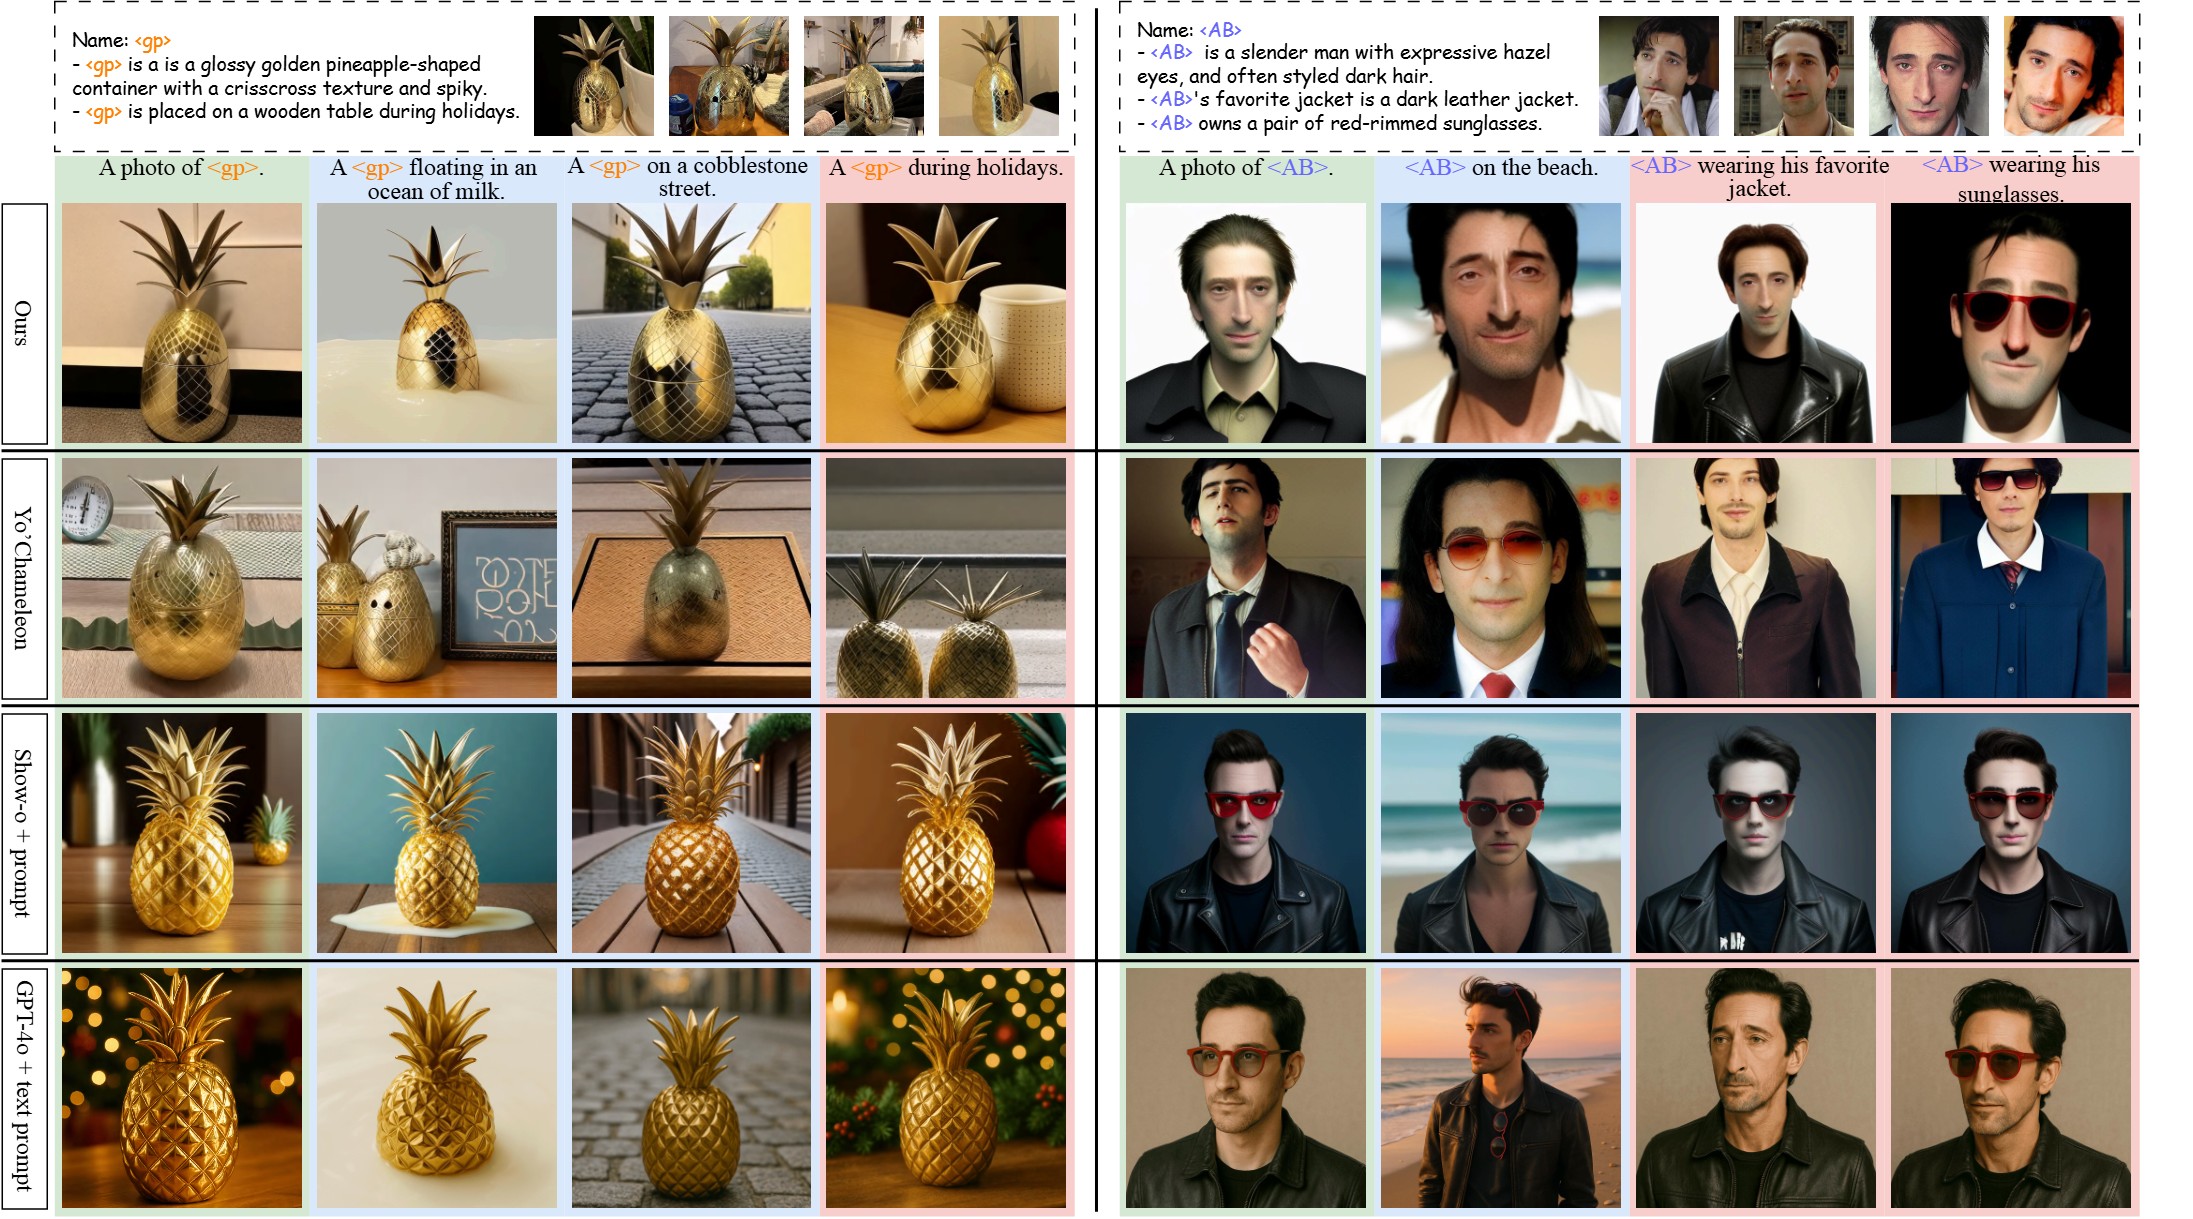 Name: <gp>
- <gp> is a is a glossy golden pineapple-shaped
container with a crisscross texture and spiky.
- <gp> is placed on a wooden table during holidays.
Name: <AB>
- <AB> is a slender man with expressive hazel
eyes, and often styled dark hair.
- <AB>'s favorite jacket is a dark leather jacket.
- <AB> owns a pair of red-rimmed sunglasses.
A photo of <gp>.
A <gp> floating in an
ocean of milk.
A <gp> on a cobblestone
street.
A <gp> during holidays.
A photo of <AB>.
<AB> on the beach.
<AB> wearing his favorite
jacket.
<AB> wearing his
sunglasses.
Ours
Yo'Chameleon
Show-o + prompt
GPT-4o + text prompt